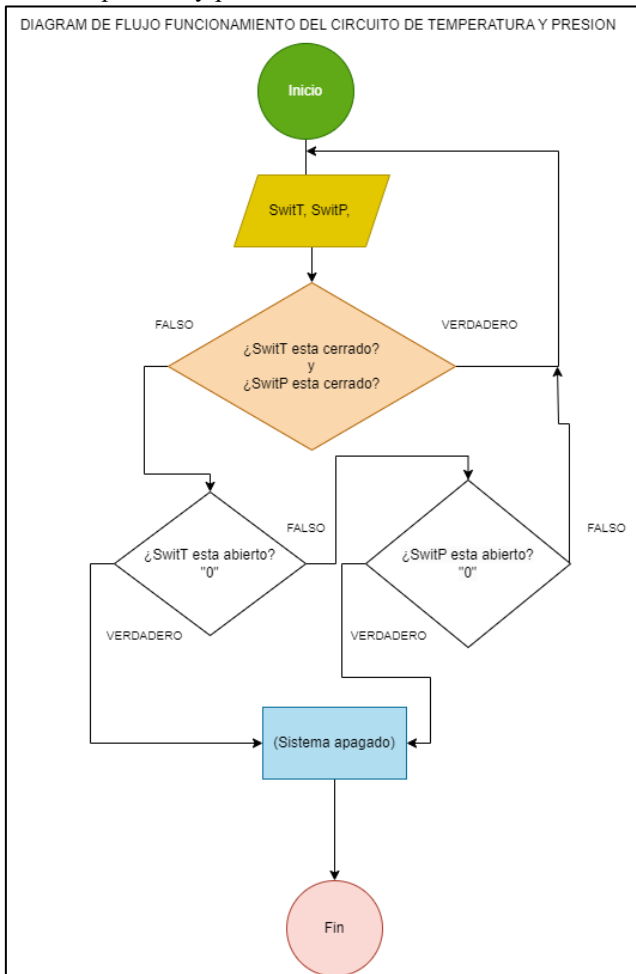 DIAGRAM DE FLUJO FUNCIONAMIENTO DEL CIRCUITO DE TEMPERATURA Y PRESION
Inicio
SwitT, SwitP,
FALSO
VERDADERO
¿SwitT esta cerrado?
y
¿SwitP esta cerrado?
FALSO
FALSO
¿SwitT esta abierto?
"0"
¿SwitP esta abierto?
"0"
VERDADERO
VERDADERO
(Sistema apagado)
Fin